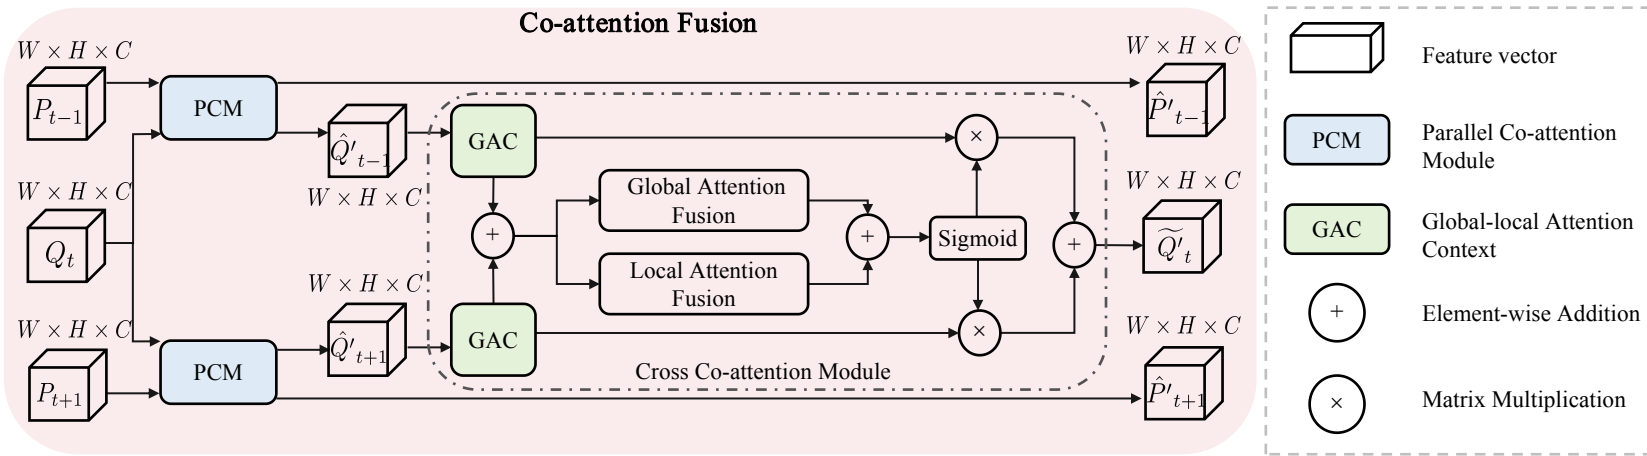 Co-attention Fusion
W × H × C
P_{t−1}
W × H × C
Q_t
W × H × C
P_{t+1}
PCM
PCM
Q̂'_{t−1}
W × H × C
W × H × C
Q̂'_{t+1}
GAC
+
GAC
Global Attention
Fusion
Local Attention
Fusion
+
Sigmoid
×
×
+
Cross Co-attention Module
W × H × C
P̂'_{t−1}
W × H × C
Q̃'_t
W × H × C
P̂'_{t+1}
Feature vector
PCM
Parallel Co-attention
Module
GAC
Global-local Attention
Context
+
Element-wise Addition
×
Matrix Multiplication